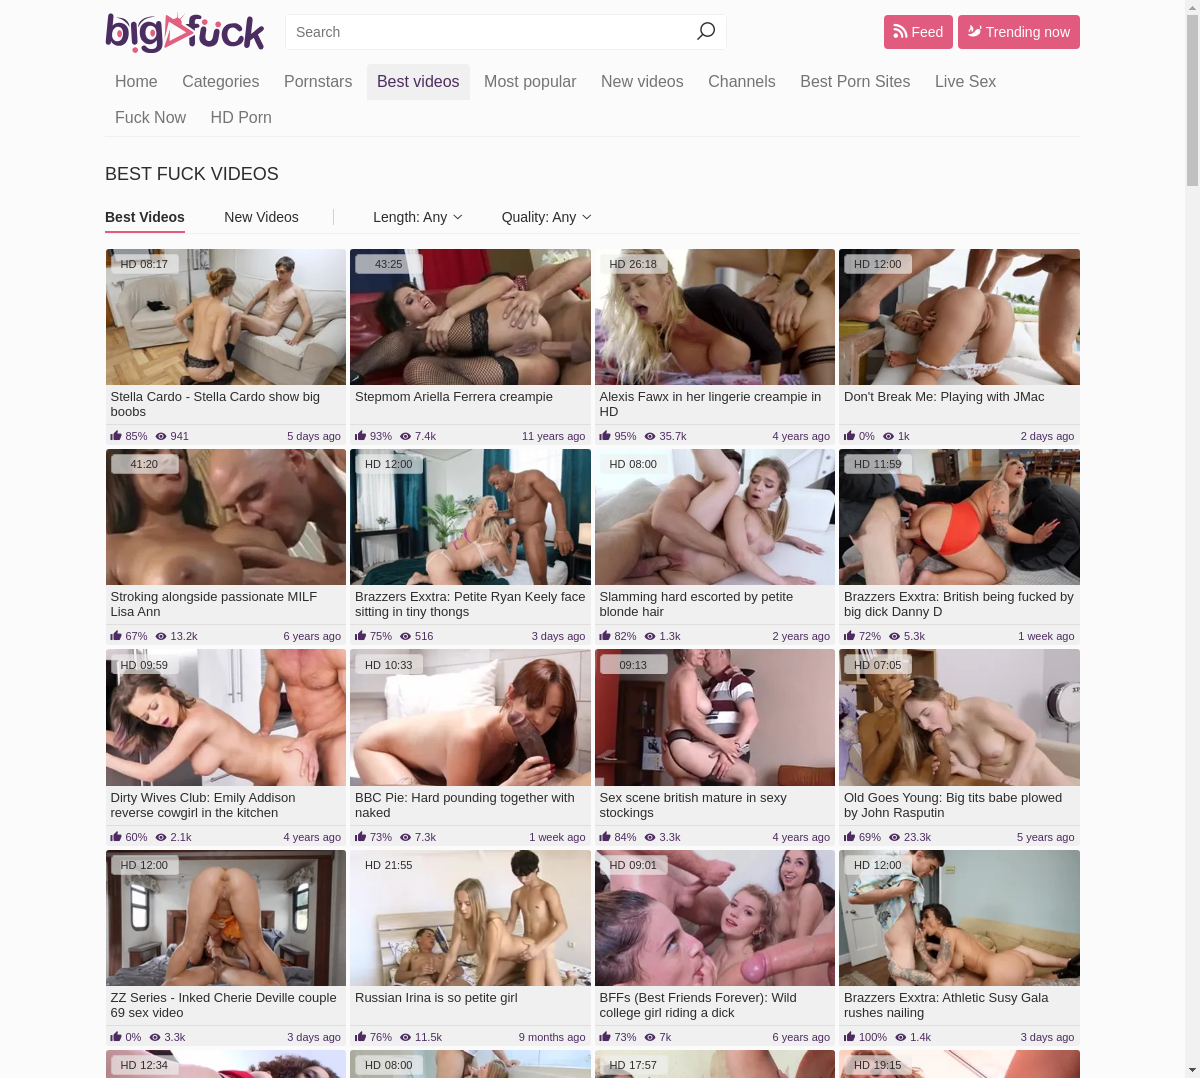 bigfuck
Search
Feed
Trending now
Home Categories Pornstars Best videos Most popular New videos Channels Best Porn Sites Live Sex
Fuck Now HD Porn
BEST FUCK VIDEOS
Best Videos New Videos Length: Any Quality: Any
HD 08:17
43:25
HD 26:18
HD 12:00
Stella Cardo - Stella Cardo show big
boobs
85% 941 5 days ago
Stepmom Ariella Ferrera creampie
93% 7.4k 11 years ago
Alexis Fawx in her lingerie creampie in
HD
95% 35.7k 4 years ago
Don't Break Me: Playing with JMac
0% 1k 2 days ago
41:20
HD 12:00
HD 08:00
HD 11:59
Stroking alongside passionate MILF
Lisa Ann
67% 13.2k 6 years ago
Brazzers Exxtra: Petite Ryan Keely face
sitting in tiny thongs
75% 516 3 days ago
Slamming hard escorted by petite
blonde hair
82% 1.3k 2 years ago
Brazzers Exxtra: British being fucked by
big dick Danny D
72% 5.3k 1 week ago
HD 09:59
HD 10:33
09:13
HD 07:05
Dirty Wives Club: Emily Addison
reverse cowgirl in the kitchen
60% 2.1k 4 years ago
BBC Pie: Hard pounding together with
naked
73% 7.3k 1 week ago
Sex scene british mature in sexy
stockings
84% 3.3k 4 years ago
Old Goes Young: Big tits babe plowed
by John Rasputin
69% 23.3k 5 years ago
HD 12:00
HD 21:55
HD 09:01
HD 12:00
ZZ Series - Inked Cherie Deville couple
69 sex video
0% 3.3k 3 days ago
Russian Irina is so petite girl
76% 11.5k 9 months ago
BFFs (Best Friends Forever): Wild
college girl riding a dick
73% 7k 6 years ago
Brazzers Exxtra: Athletic Susy Gala
rushes nailing
100% 1.4k 3 days ago
HD 12:34
HD 08:00
HD 17:57
HD 19:15